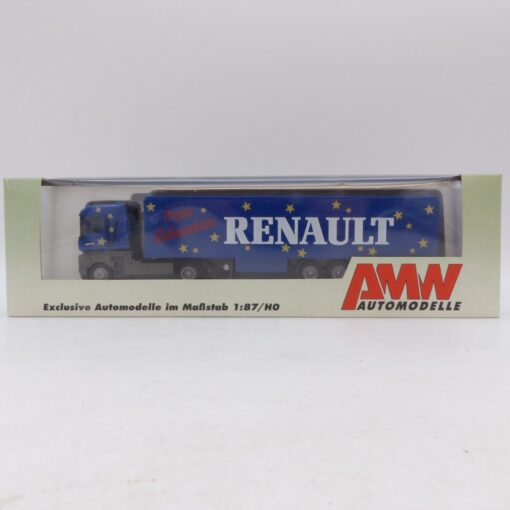 RENAULT
AMW
AUTOMODELLE
Exclusive Automodelle im Maßstab 1:87/H0